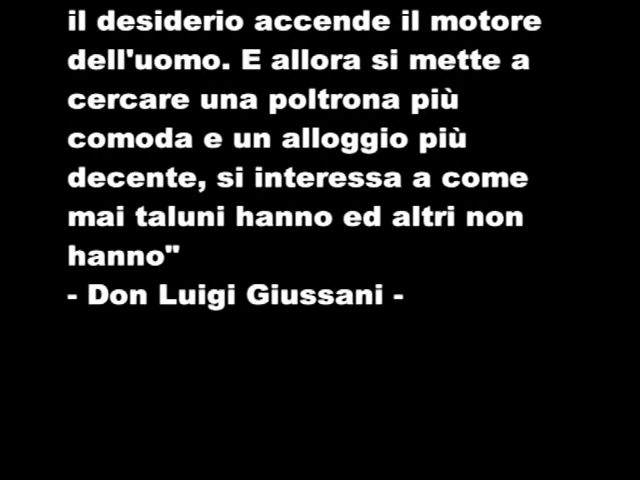 il desiderio accende il motore
dell'uomo. E allora si mette a
cercare una poltrona più
comoda e un alloggio più
decente, si interessa a come
mai taluni hanno ed altri non
hanno"
- Don Luigi Giussani -